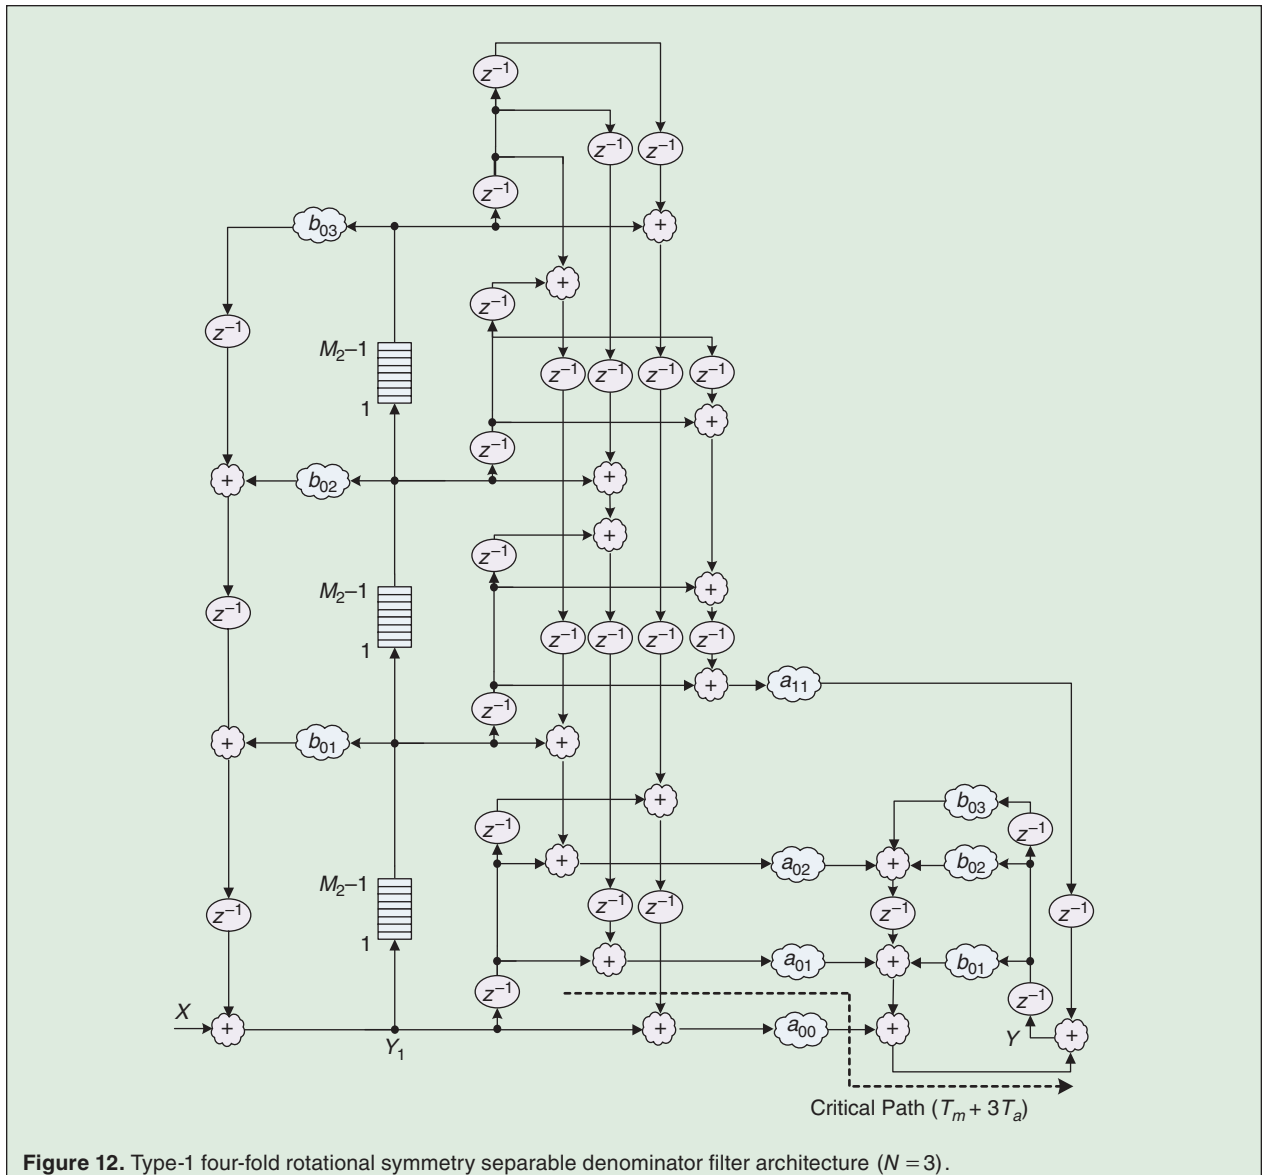 z⁻¹
z⁻¹ z⁻¹
z⁻¹
b₀₃ +
+
z⁻¹
z⁻¹
M₂–1
z⁻¹ z⁻¹ z⁻¹ z⁻¹
1
+
z⁻¹
+ b₀₂ +
+
z⁻¹
M₂–1
+
z⁻¹
z⁻¹ z⁻¹ z⁻¹ z⁻¹
1
+ a₁₁
z⁻¹
+ b₀₁ +
+ b₀₃
z⁻¹ z⁻¹
+ a₀₂ + b₀₂
M₂–1
z⁻¹ z⁻¹ z⁻¹ z⁻¹ z⁻¹
1
+ a₀₁ + b₀₁
z⁻¹ z⁻¹
X + + a₀₀ + Y +
Y₁
Critical Path (Tₘ + 3Tₐ)
Figure 12. Type-1 four-fold rotational symmetry separable denominator filter architecture (N = 3).